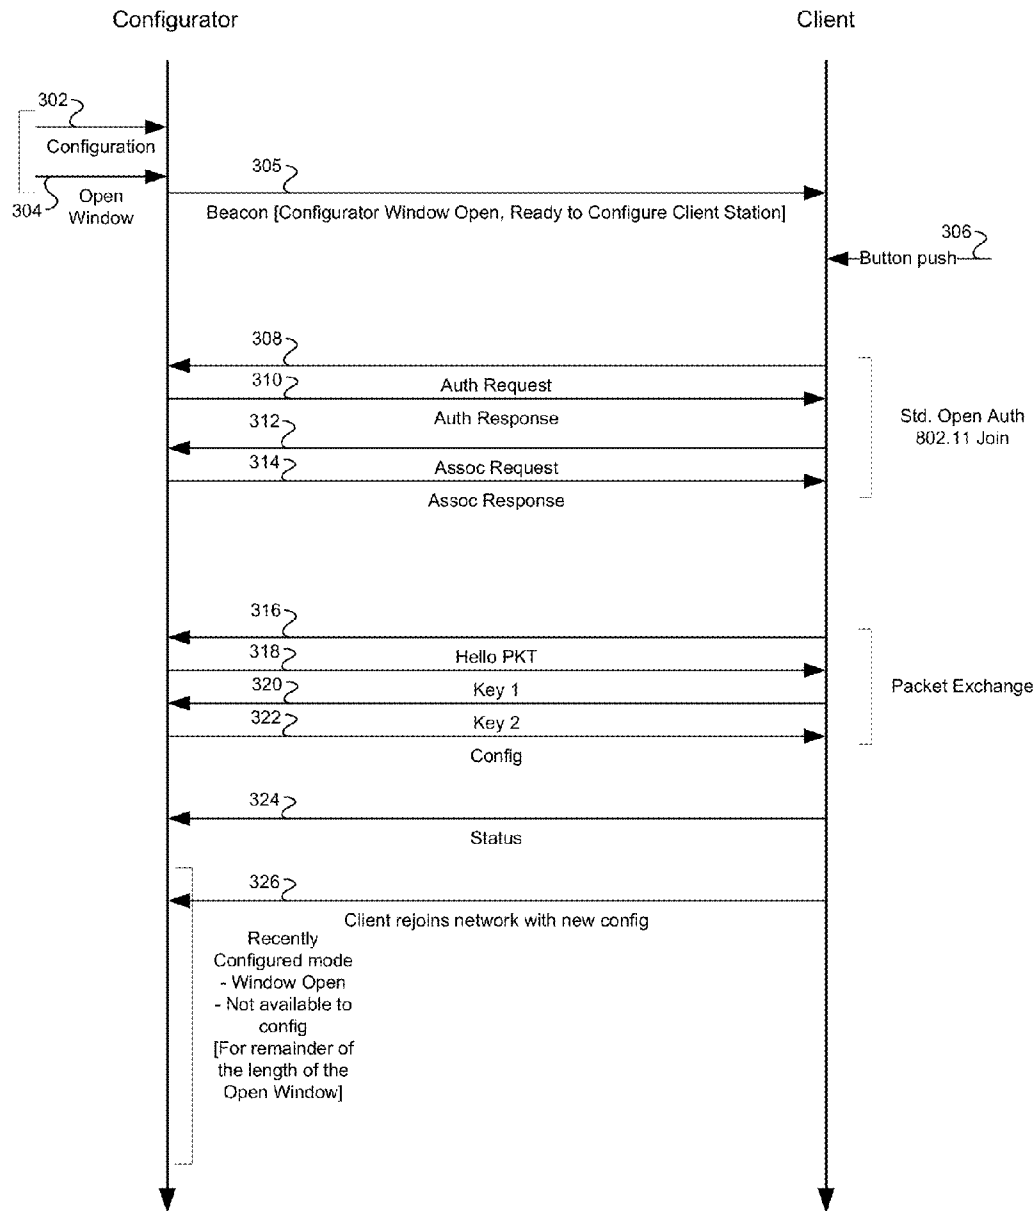 Configurator
Client
302
Configuration
304
Open
Window
305
Beacon [Configurator Window Open, Ready to Configure Client Station]
306
Button push
308
Auth Request
310
Auth Response
312
Assoc Request
314
Assoc Response
Std. Open Auth
802.11 Join
316
Hello PKT
318
Key 1
320
Key 2
322
Config
Packet Exchange
324
Status
326
Client rejoins network with new config
Recently
Configured mode
- Window Open
- Not available to
config
[For remainder of
the length of the
Open Window]